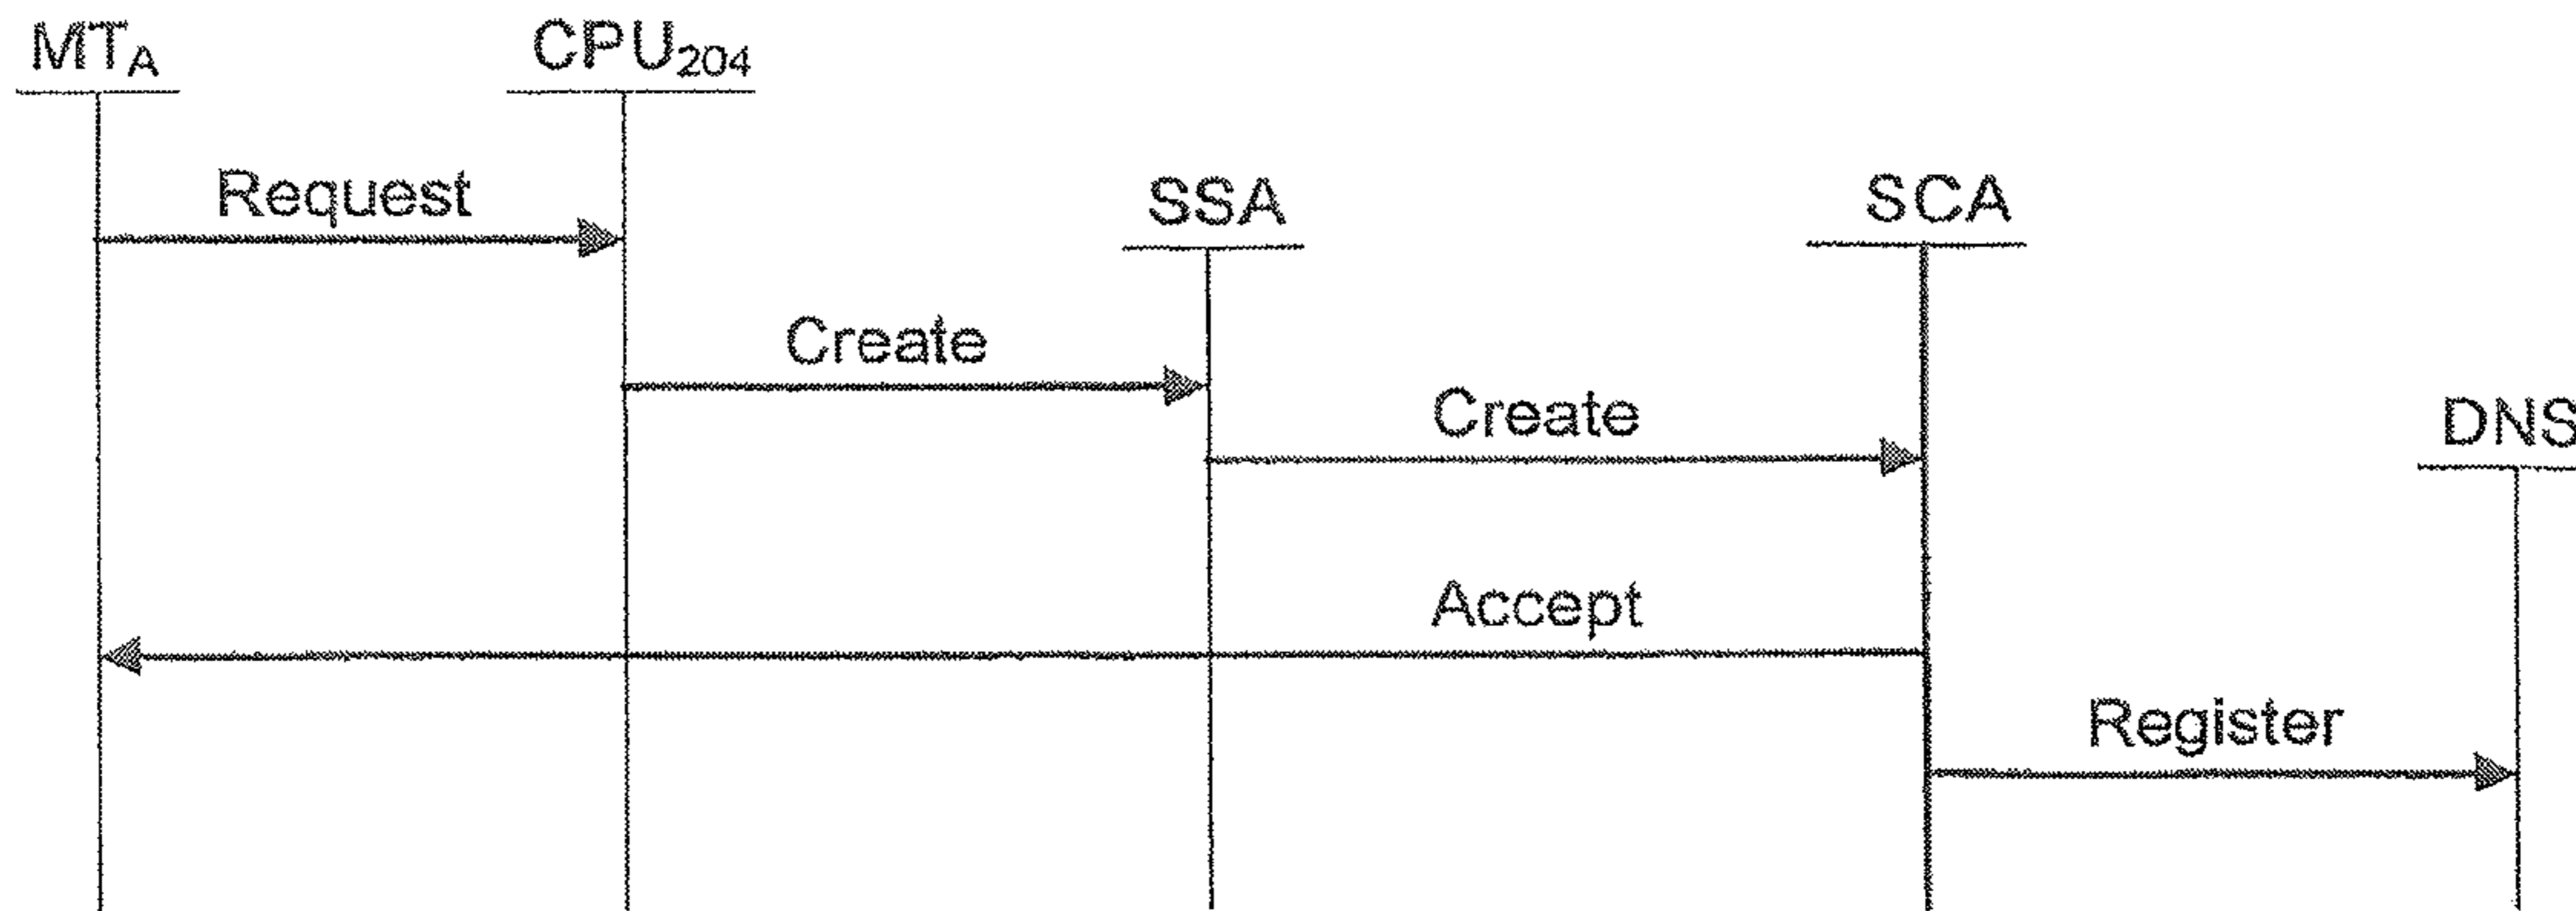 MTA CPU204
Request SSA SCA
Create
Create DNS
Accept
Register